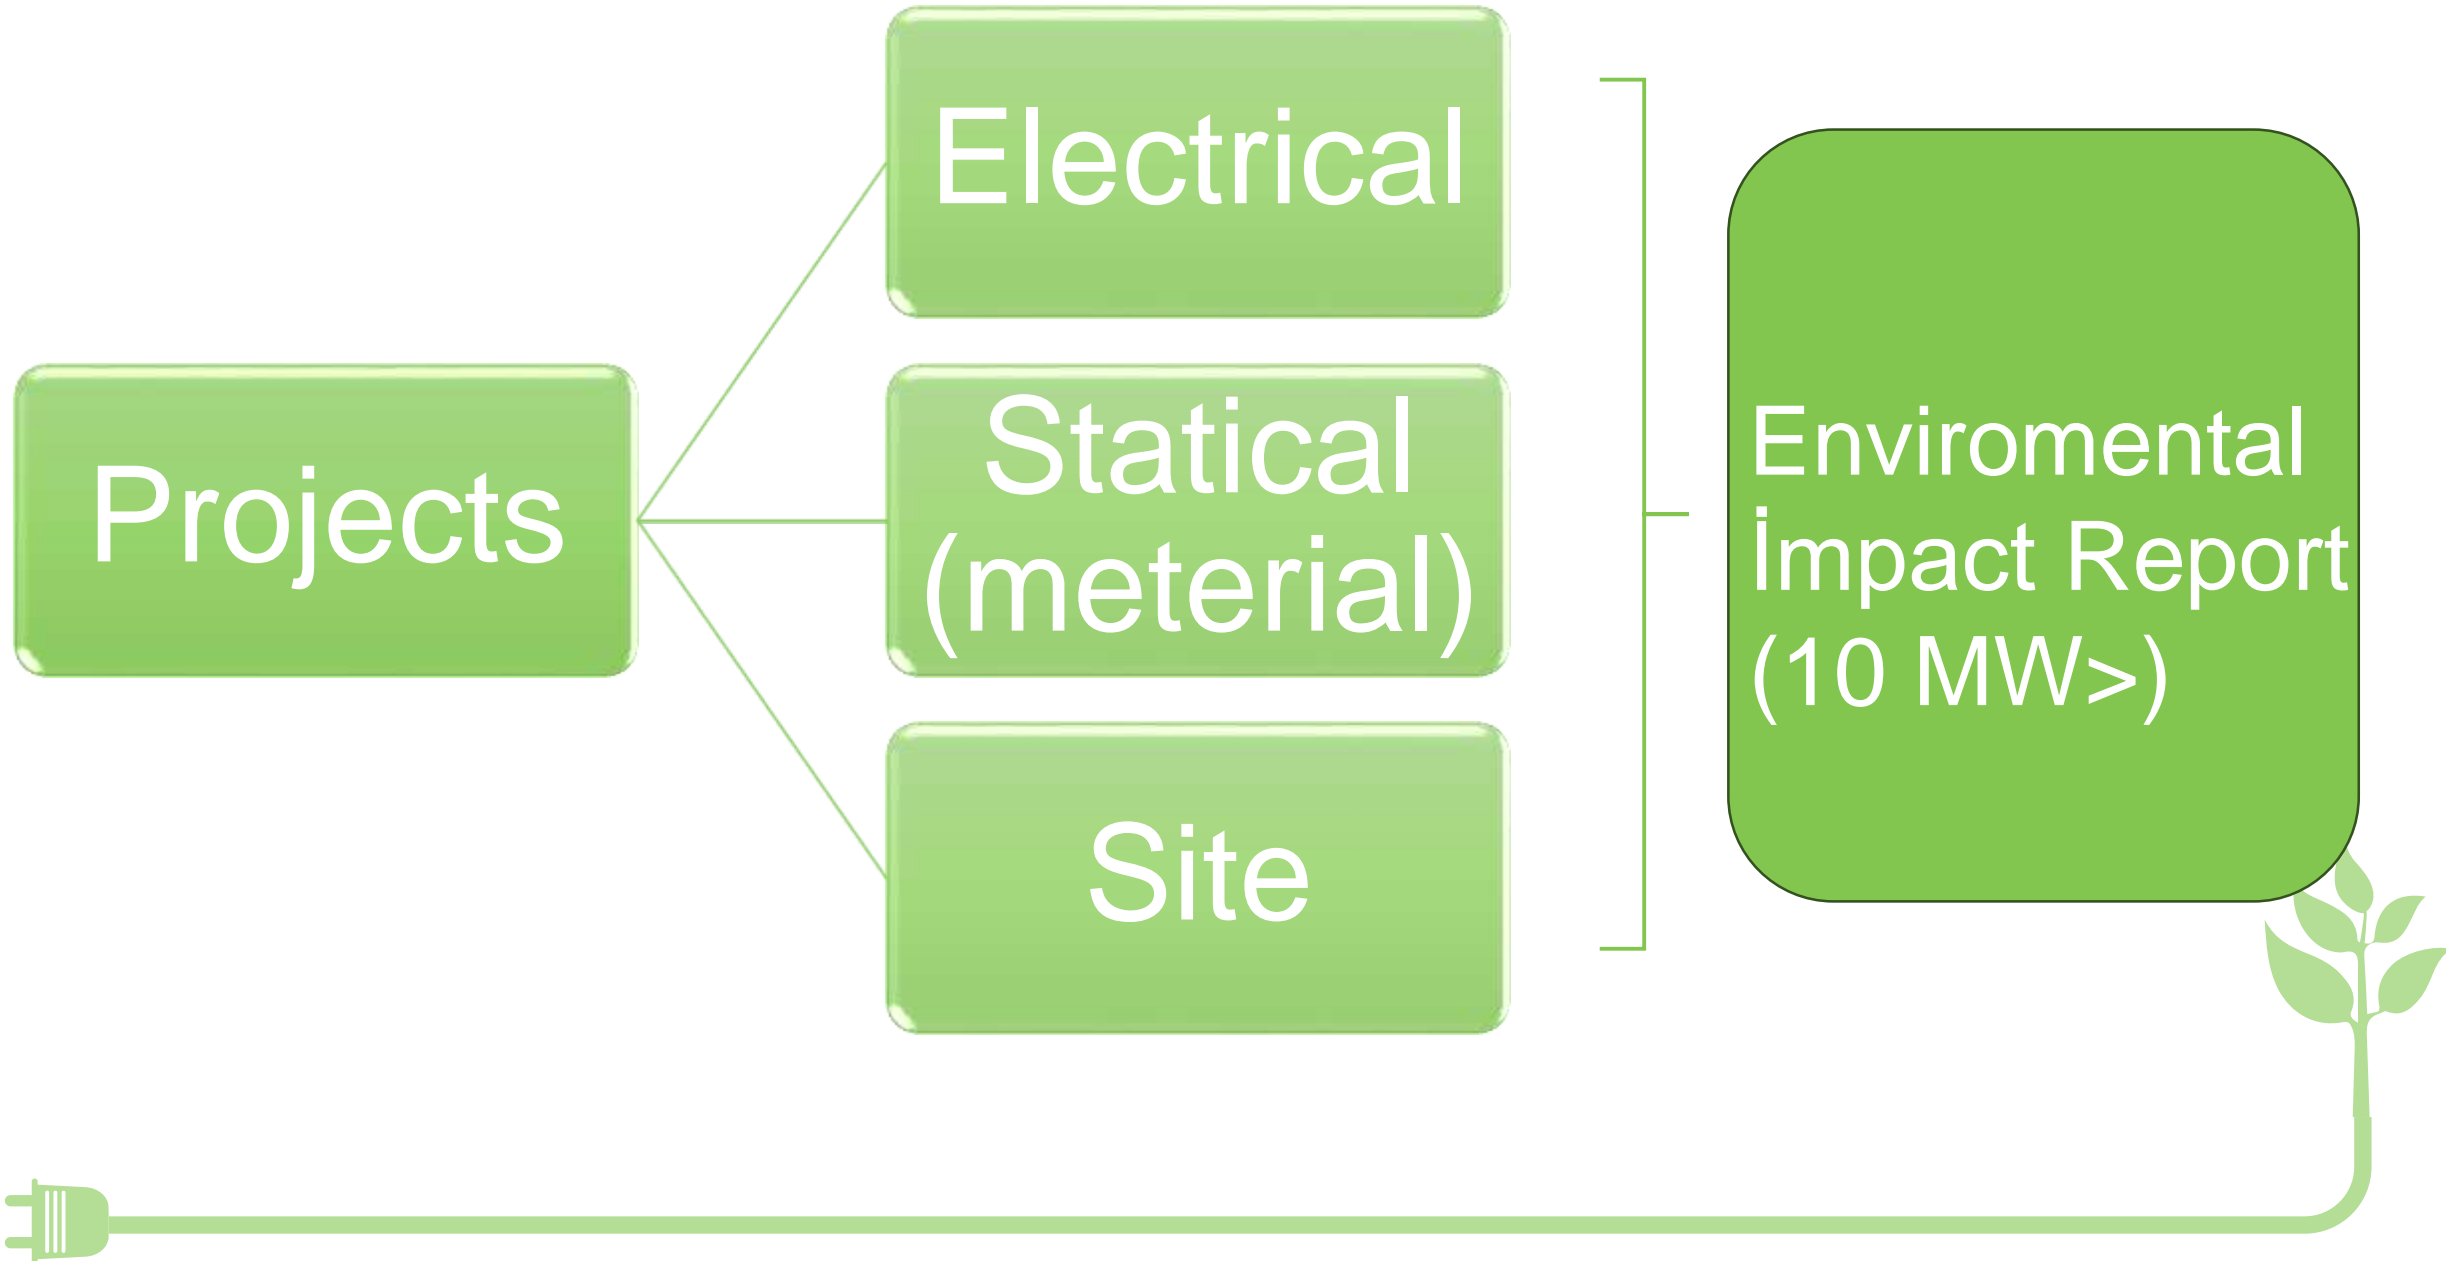 Projects
Electrical
Statical
(meterial)
Site
Enviromental
İmpact Report
(10 MW>)